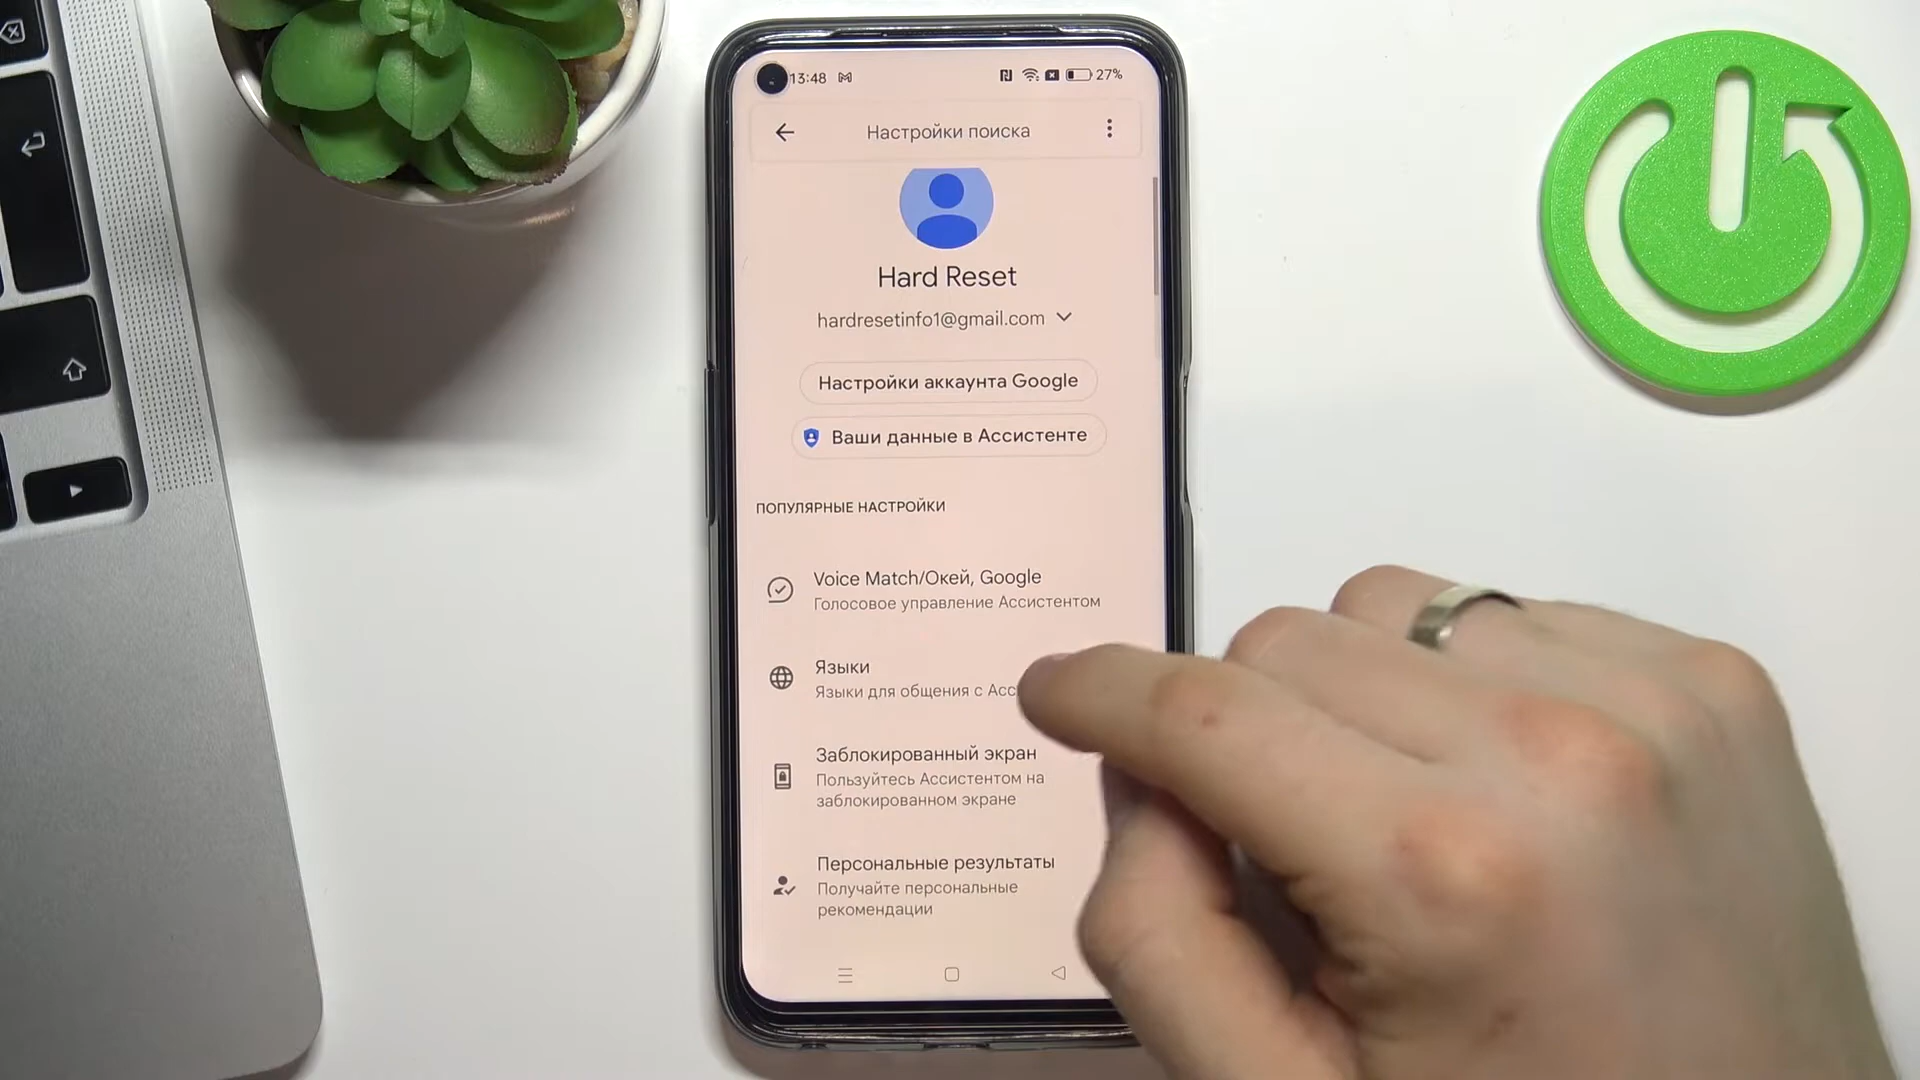 13:48
27%
Настройки поиска
Hard Reset
hardresetinfo1@gmail.com
Настройки аккаунта Google
Ваши данные в Ассистенте
ПОПУЛЯРНЫЕ НАСТРОЙКИ
Voice Match/Окей, Google
Голосовое управление Ассистентом
Языки
Языки для общения с
Заблокированный экран
Пользуйтесь Ассистентом на
заблокированном экране
Персональные результаты
Получайте персональные
рекомендации